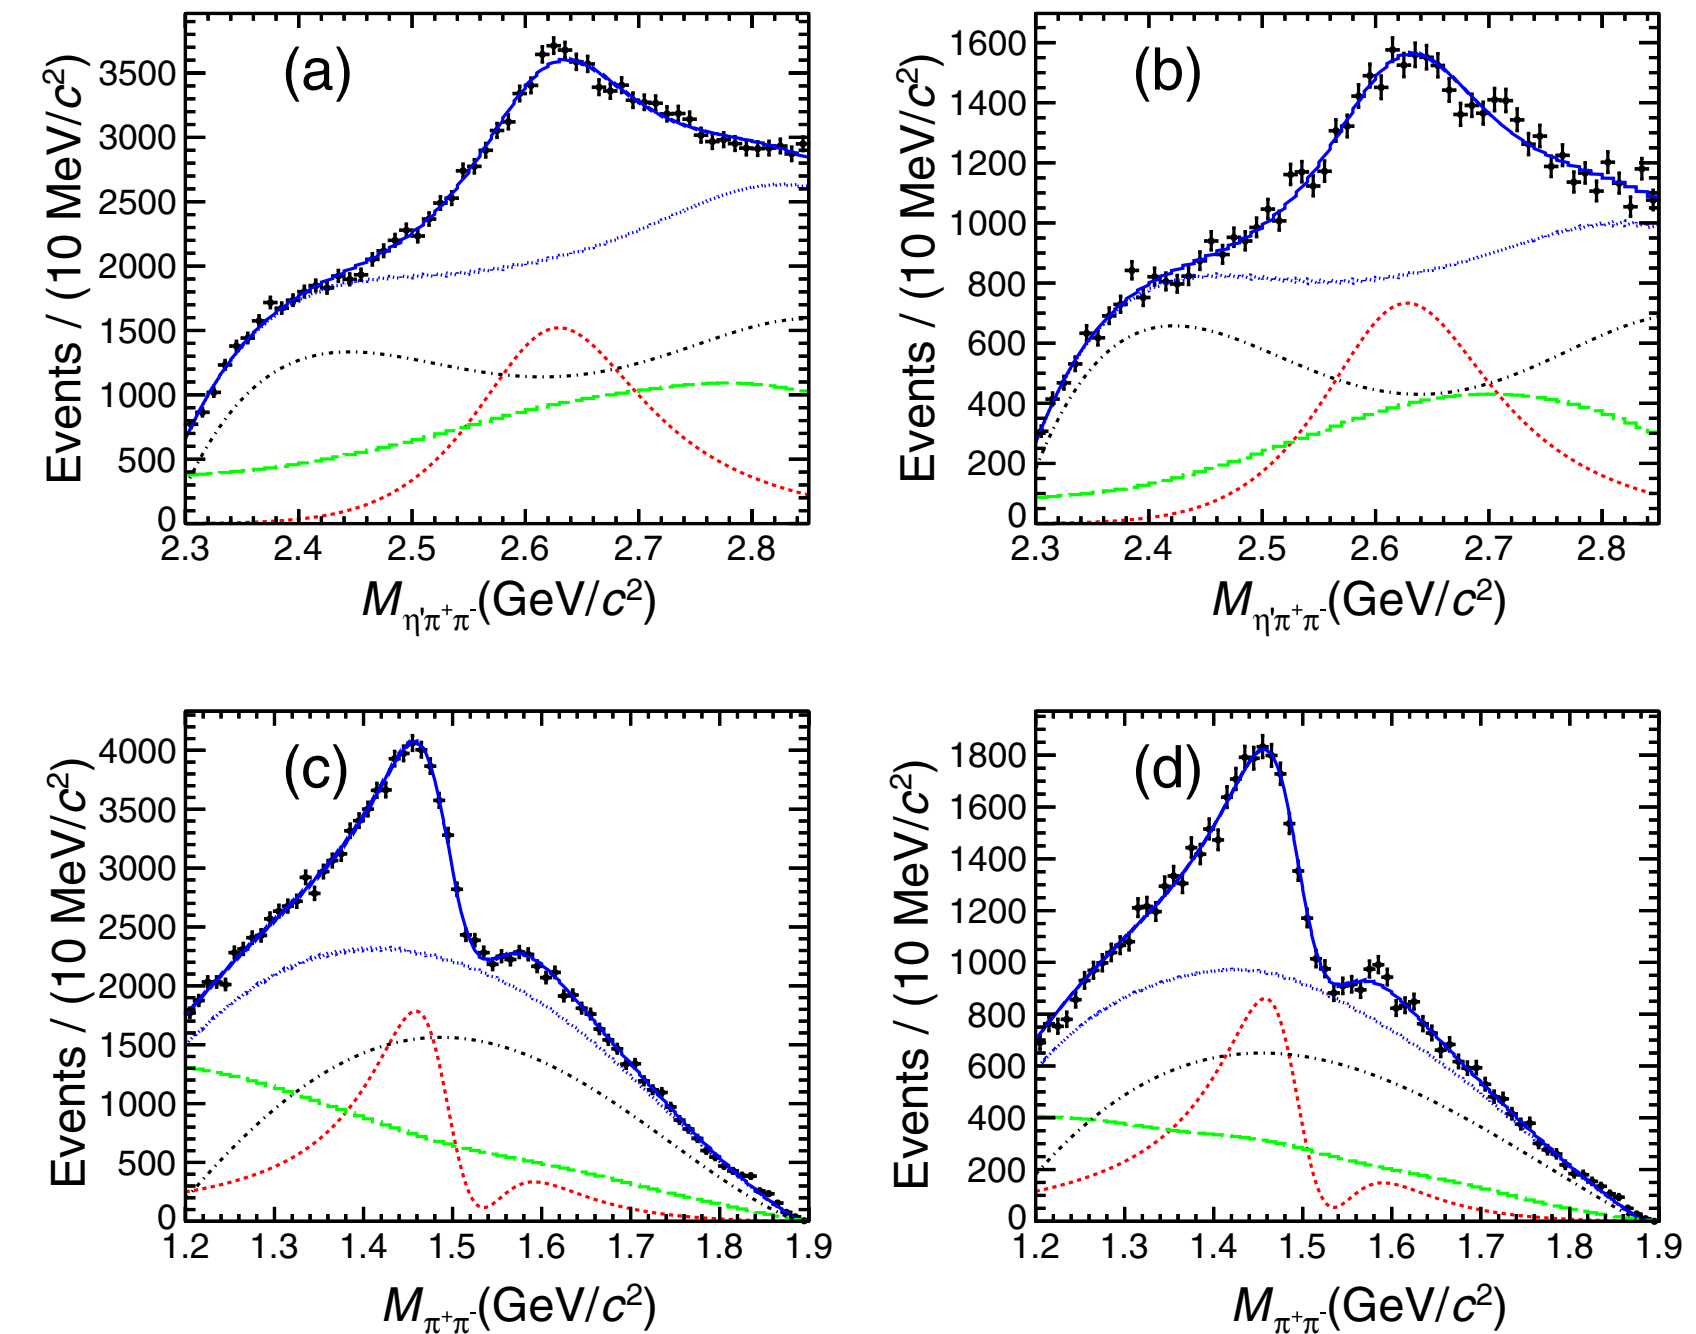 (a)
Events / (10 MeV/c²)
3500
3000
2500
2000
1500
1000
500
0
2.3 2.4 2.5 2.6 2.7 2.8
M_η'π⁺π⁻(GeV/c²)
(b)
Events / (10 MeV/c²)
1600
1400
1200
1000
800
600
400
200
0
2.3 2.4 2.5 2.6 2.7 2.8
M_η'π⁺π⁻(GeV/c²)
(c)
Events / (10 MeV/c²)
4000
3500
3000
2500
2000
1500
1000
500
0
1.2 1.3 1.4 1.5 1.6 1.7 1.8 1.9
M_π⁺π⁻(GeV/c²)
(d)
Events / (10 MeV/c²)
1800
1600
1400
1200
1000
800
600
400
200
0
1.2 1.3 1.4 1.5 1.6 1.7 1.8 1.9
M_π⁺π⁻(GeV/c²)